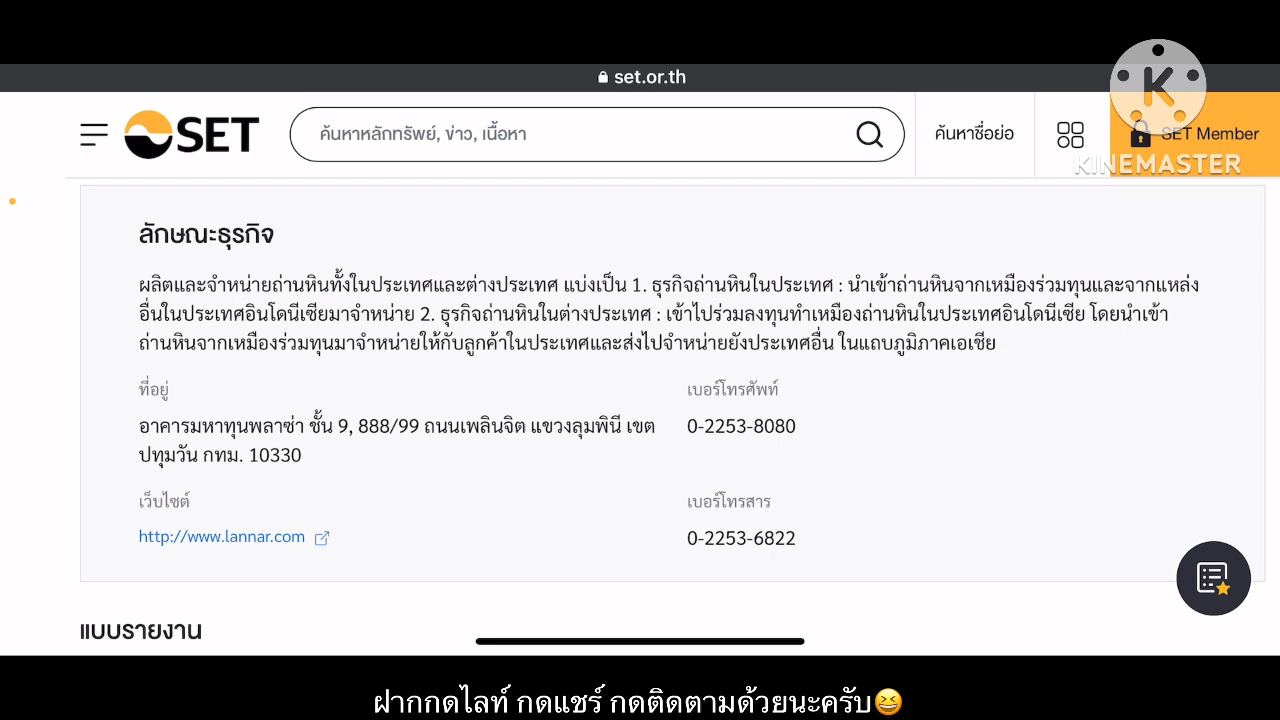 set.or.th
SET
ค้นหาหลักทรัพย์, ข่าว, เนื้อหา
ค้นหาชื่อย่อ
SET Member
K
KINEMASTER
ลักษณะธุรกิจ
ผลิตและจำหน่ายถ่านหินทั้งในประเทศและต่างประเทศ แบ่งเป็น 1. ธุรกิจถ่านหินในประเทศ : นำเข้าถ่านหินจากเหมืองร่วมทุนและจากแหล่ง
อื่นในประเทศอินโดนีเซียมาจำหน่าย 2. ธุรกิจถ่านหินในต่างประเทศ : เข้าไปร่วมลงทุนทำเหมืองถ่านหินในประเทศอินโดนีเซีย โดยนำเข้า
ถ่านหินจากเหมืองร่วมทุนมาจำหน่ายให้กับลูกค้าในประเทศและส่งไปจำหน่ายยังประเทศอื่น ในแถบภูมิภาคเอเชีย
ที่อยู่
เบอร์โทรศัพท์
อาคารมหาทุนพลาซ่า ชั้น 9, 888/99 ถนนเพลินจิต แขวงลุมพินี เขต
ปทุมวัน กทม. 10330
0-2253-8080
เว็บไซต์
เบอร์โทรสาร
http://www.lannar.com
0-2253-6822
แบบรายงาน
ฝากกดไลท์ กดแชร์ กดติดตามด้วยนะครับ😆